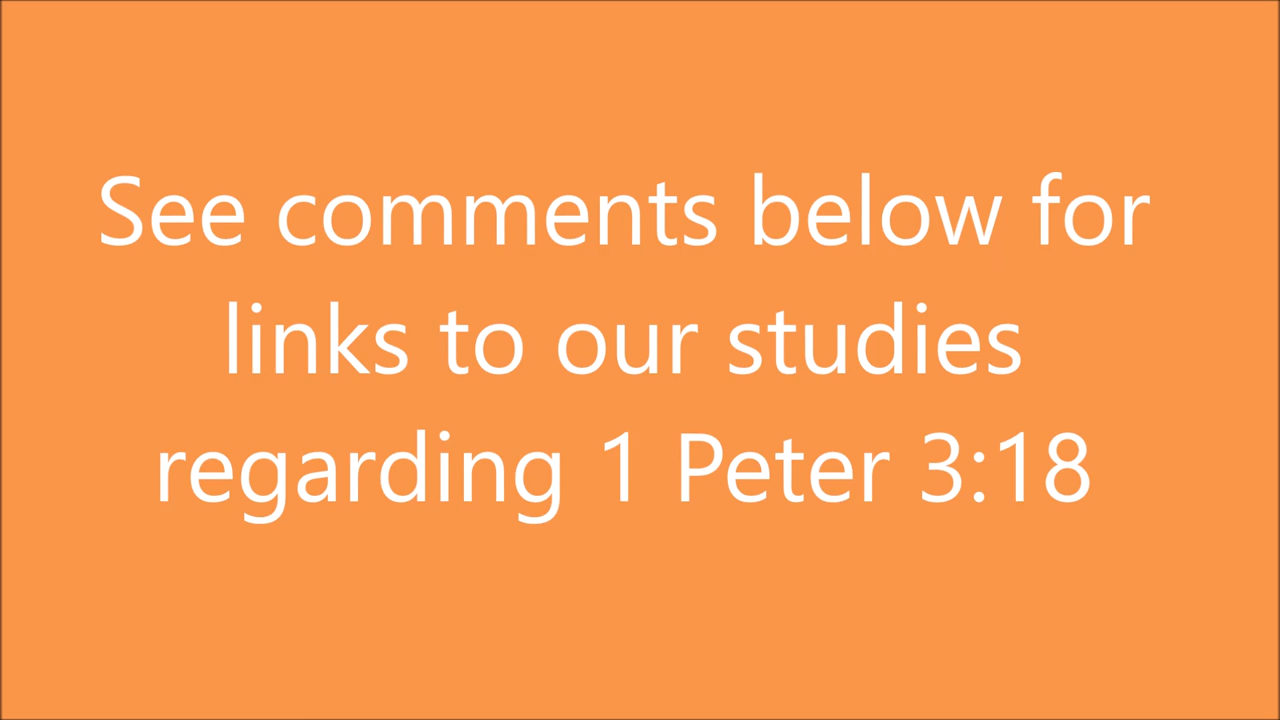 See comments below for
links to our studies
regarding 1 Peter 3:18